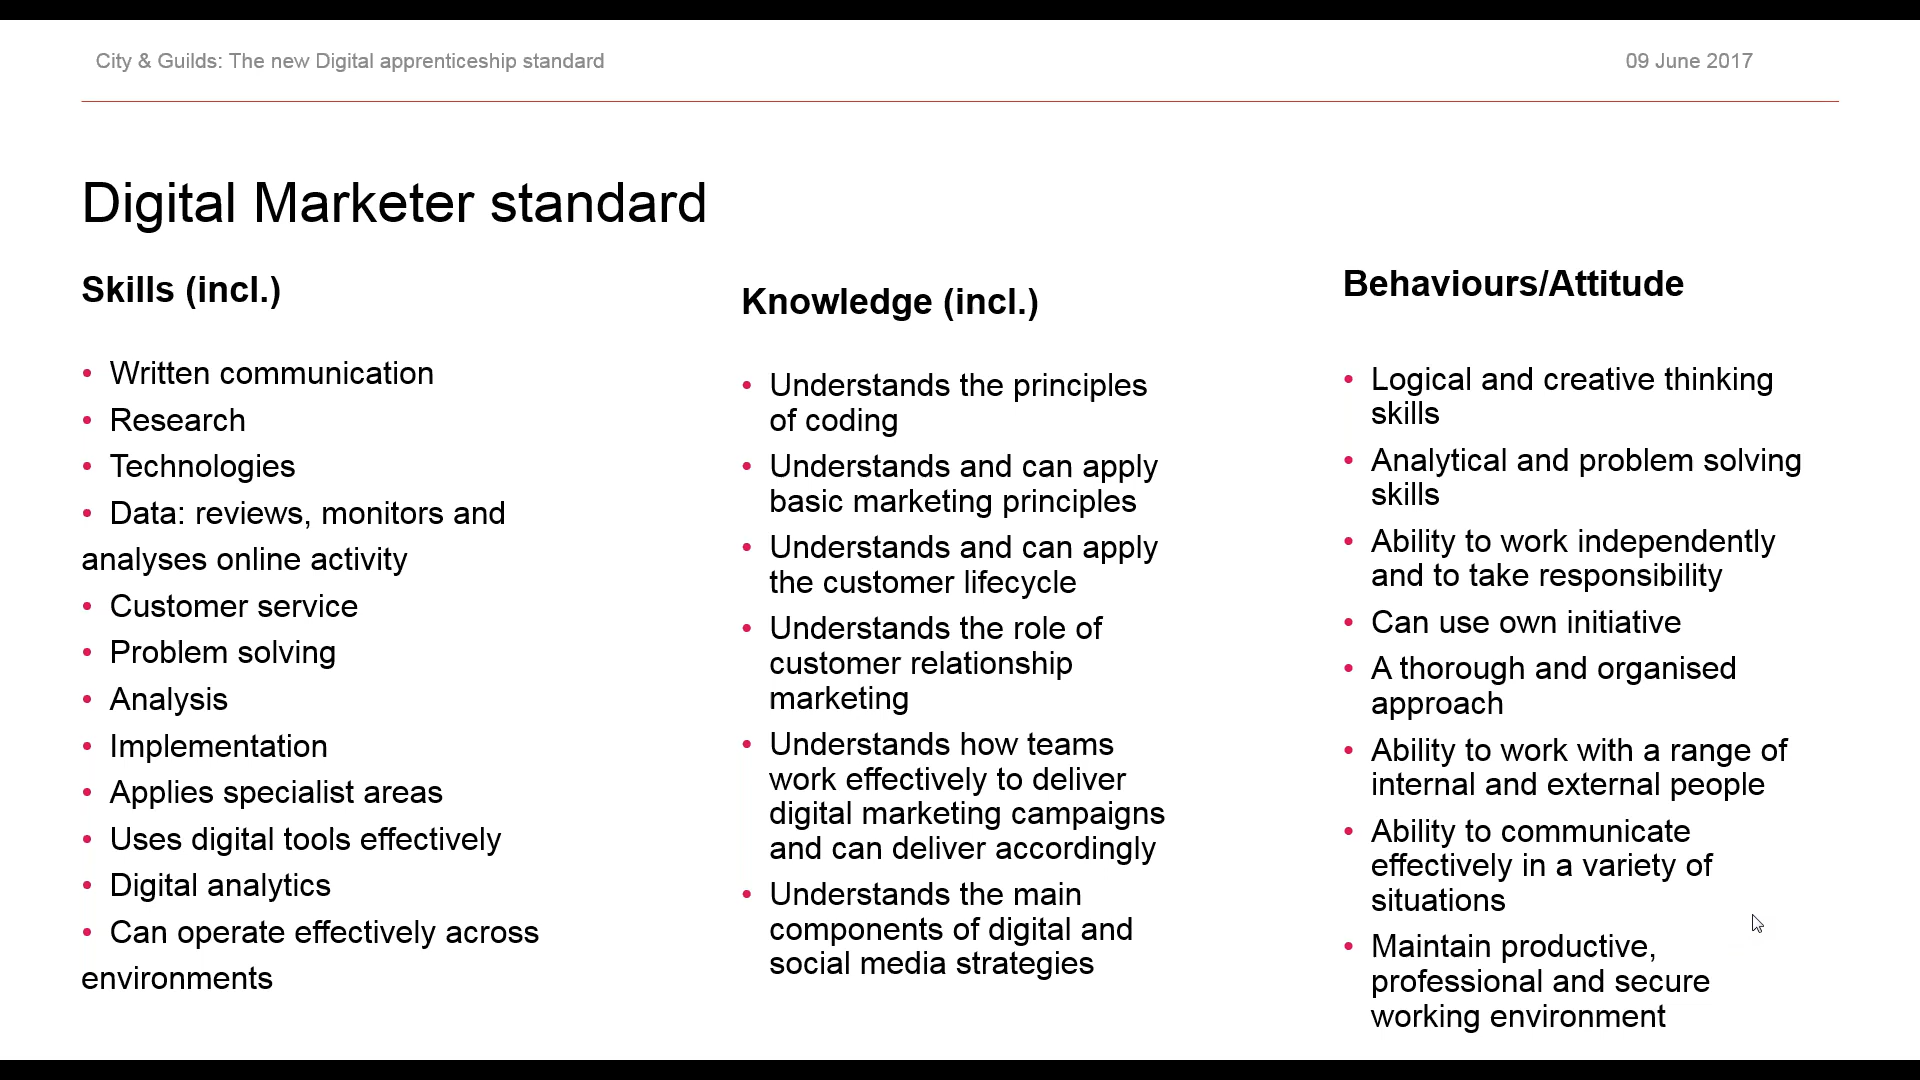 City & Guilds: The new Digital apprenticeship standard
09 June 2017
Digital Marketer standard
Skills (incl.)
• Written communication
• Research
• Technologies
• Data: reviews, monitors and
analyses online activity
• Customer service
• Problem solving
• Analysis
• Implementation
• Applies specialist areas
• Uses digital tools effectively
• Digital analytics
• Can operate effectively across
environments
Knowledge (incl.)
• Understands the principles
of coding
• Understands and can apply
basic marketing principles
• Understands and can apply
the customer lifecycle
• Understands the role of
customer relationship
marketing
• Understands how teams
work effectively to deliver
digital marketing campaigns
and can deliver accordingly
• Understands the main
components of digital and
social media strategies
Behaviours/Attitude
• Logical and creative thinking
skills
• Analytical and problem solving
skills
• Ability to work independently
and to take responsibility
• Can use own initiative
• A thorough and organised
approach
• Ability to work with a range of
internal and external people
• Ability to communicate
effectively in a variety of
situations
• Maintain productive,
professional and secure
working environment